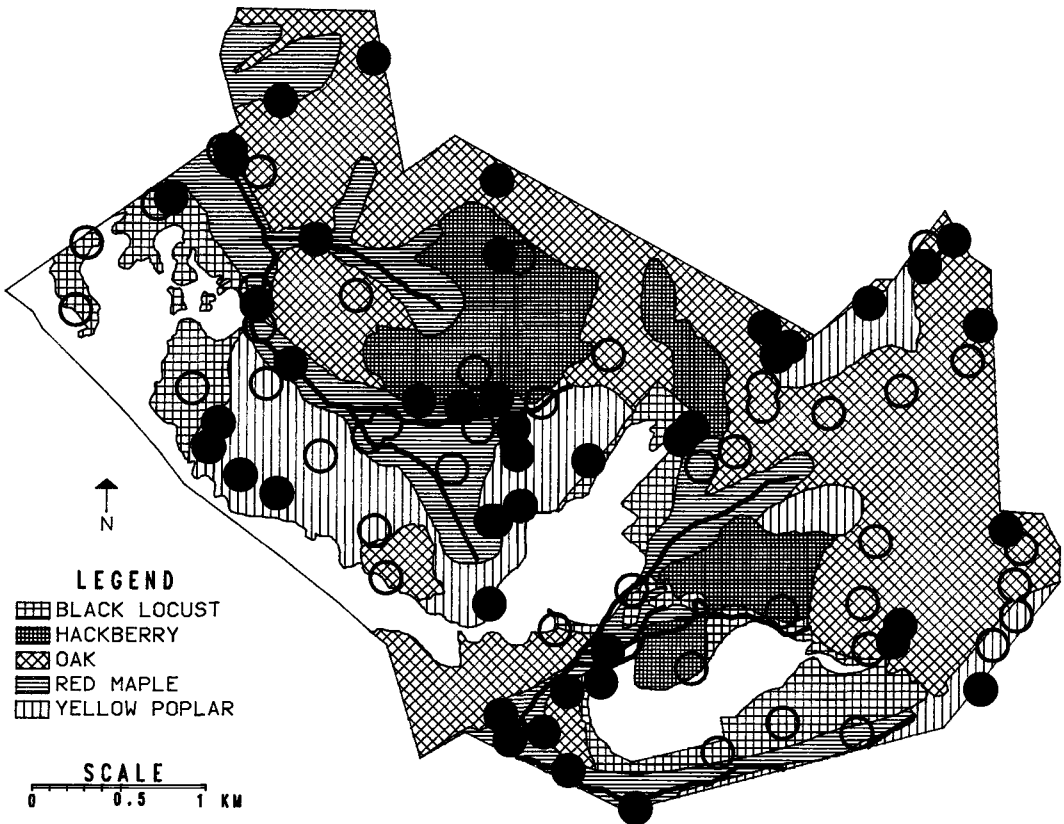 N
LEGEND
BLACK LOCUST
HACKBERRY
OAK
RED MAPLE
YELLOW POPLAR
SCALE
0 0.5 1 KM